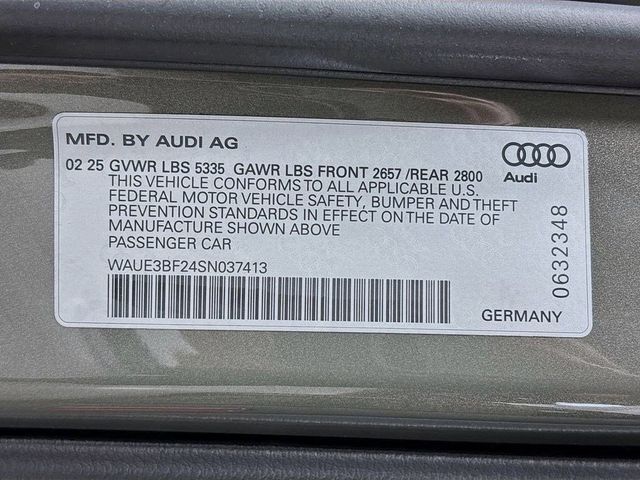 MFD. BY AUDI AG
02 25 GVWR LBS 5335 GAWR LBS FRONT 2657 /REAR 2800
THIS VEHICLE CONFORMS TO ALL APPLICABLE U.S.
FEDERAL MOTOR VEHICLE SAFETY, BUMPER AND THEFT
PREVENTION STANDARDS IN EFFECT ON THE DATE OF
MANUFACTURE SHOWN ABOVE
PASSENGER CAR
WAUE3BF24SN037413
Audi
0632348
GERMANY